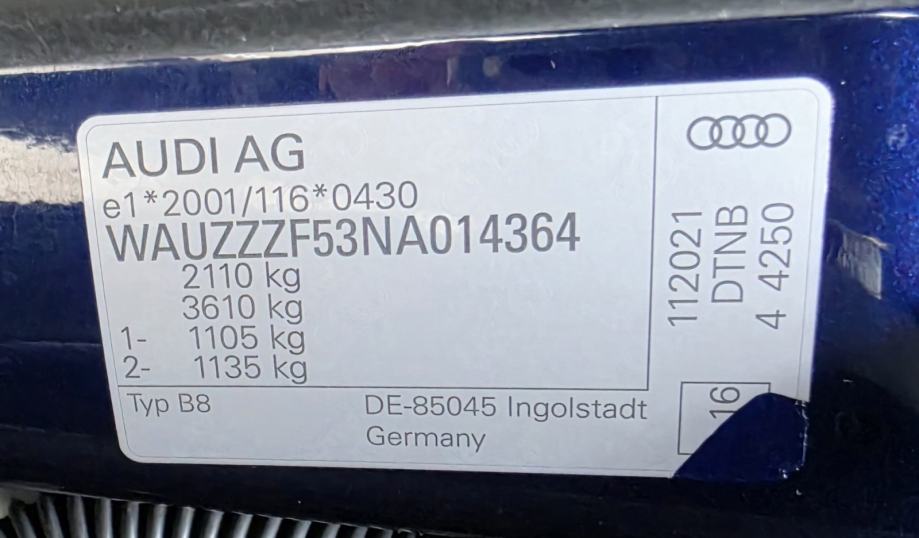 AUDI AG
e1*2001/116*0430
WAUZZZF53NA014364
2110 kg
3610 kg
1- 1105 kg
2- 1135 kg
Typ B8
DE-85045 Ingolstadt
Germany
112021
DTNB
4 4250
16